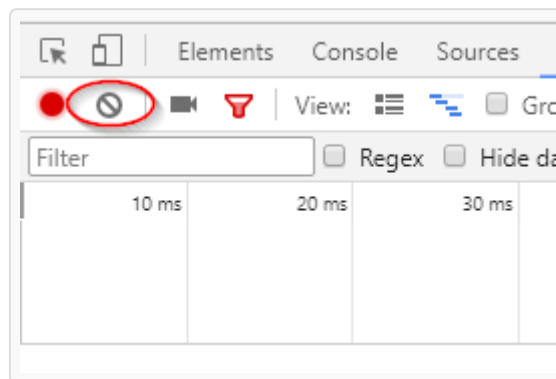 Elements Console Sources
View: Gro
Filter Regex Hide da
10 ms 20 ms 30 ms